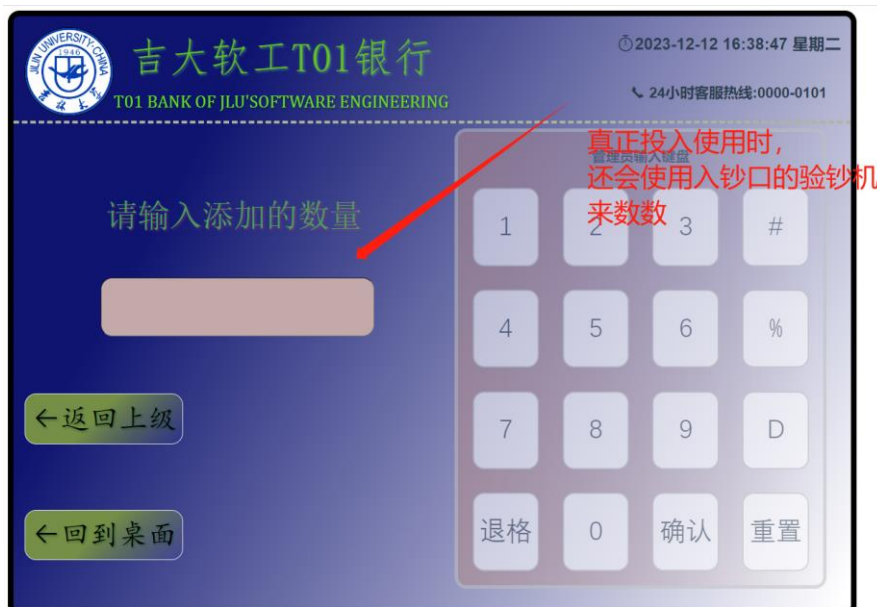 JILIN UNIVERSITY·CHINA
1946
吉林大学
吉大软工T01银行
T01 BANK OF JLU'SOFTWARE ENGINEERING
2023-12-12 16:38:47 星期二
24小时客服热线:0000-0101
管理员输入键盘
真正投入使用时，
还会使用入钞口的验钞机
来数数
请输入添加的数量
1 2 3 #
4 5 6 %
7 8 9 D
退格 0 确认 重置
←返回上级
←回到桌面